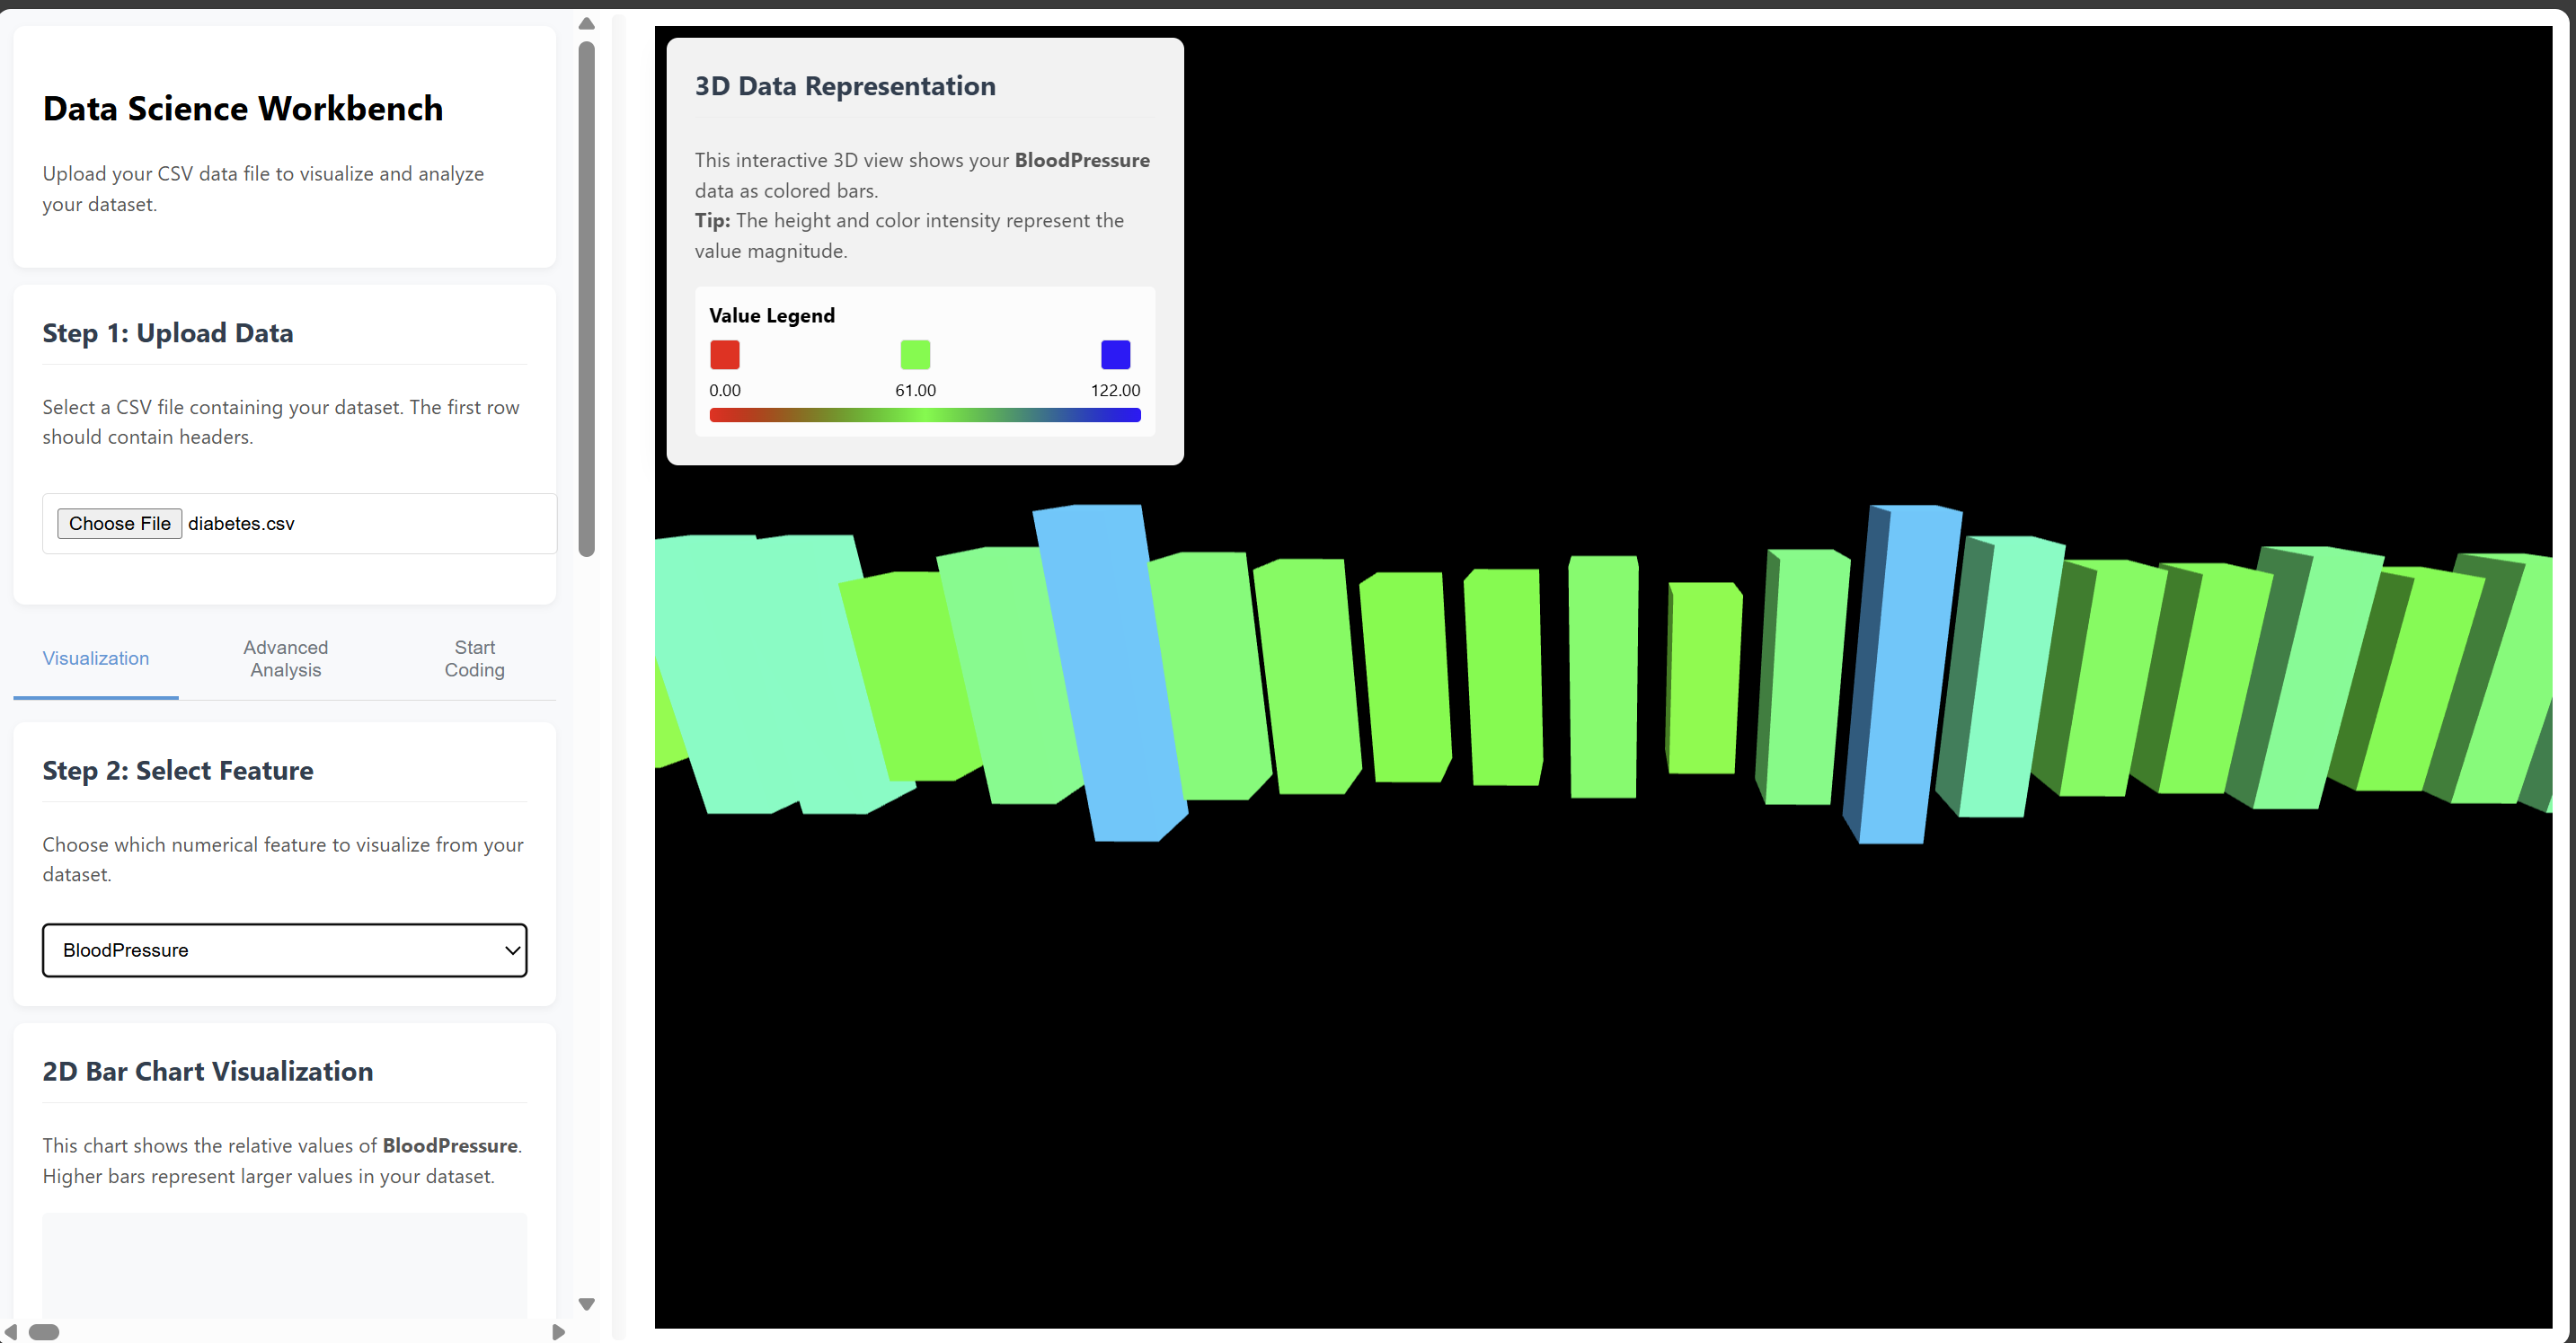 Data Science Workbench
Upload your CSV data file to visualize and analyze
your dataset.
Step 1: Upload Data
Select a CSV file containing your dataset. The first row
should contain headers.
Choose File diabetes.csv
Visualization
Advanced
Analysis
Start
Coding
Step 2: Select Feature
Choose which numerical feature to visualize from your
dataset.
BloodPressure
2D Bar Chart Visualization
This chart shows the relative values of BloodPressure.
Higher bars represent larger values in your dataset.
3D Data Representation
This interactive 3D view shows your BloodPressure
data as colored bars.
Tip: The height and color intensity represent the
value magnitude.
Value Legend
0.00 61.00 122.00